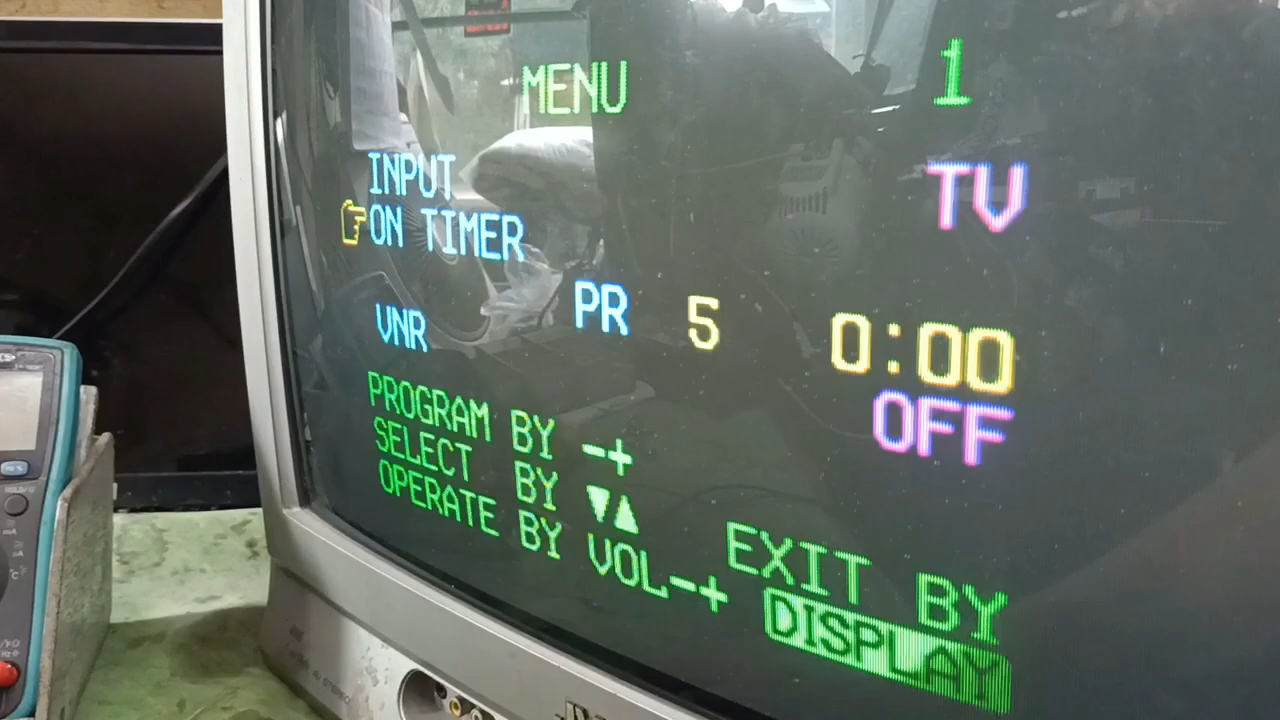 MENU 1
INPUT TV
ON TIMER
PR 5 0:00
VNR OFF
PROGRAM BY -+
SELECT BY ▼▲
OPERATE BY VOL-+
EXIT BY
DISPLAY